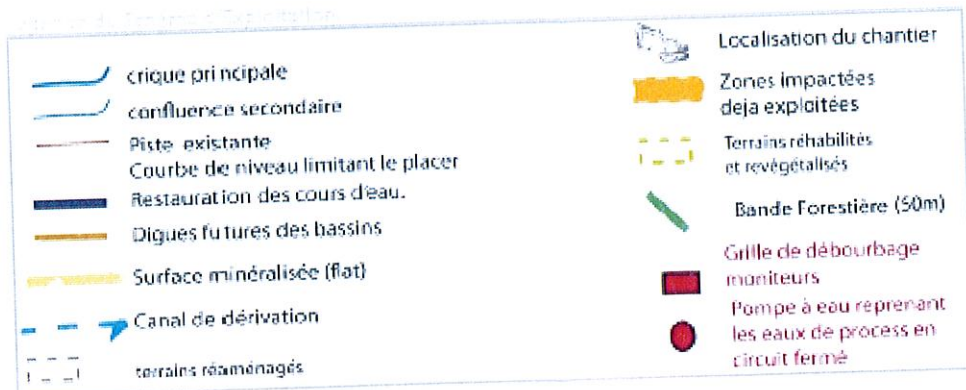 crique principale
confluence secondaire
Piste existante
Courbe de niveau limitant le placer
Restauration des cours d'eau.
Digues futures des bassins
Surface minéralisée (flat)
Canal de dérivation
terrains réaménagés
Localisation du chantier
Zones impactées
deja exploitées
Terrains réhabilités
et revégétalisés
Bande Forestière (50m)
Grille de débourbage
moniteurs
Pompe à eau reprenant
les eaux de process en
circuit fermé